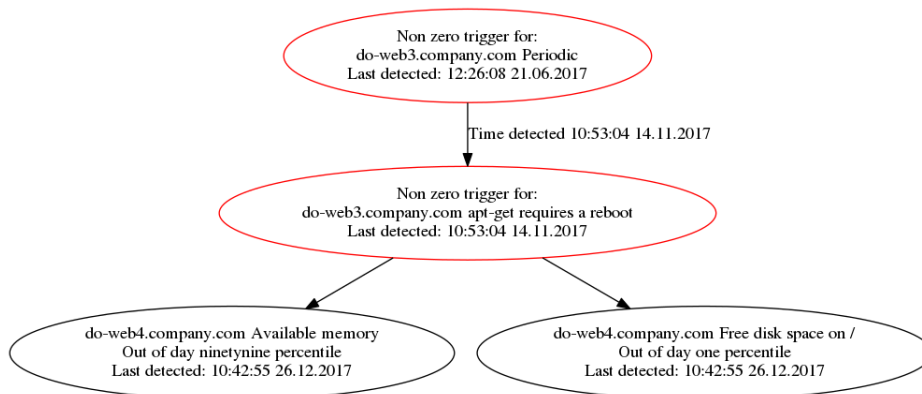 Non zero trigger for:
do-web3.company.com Periodic
Last detected: 12:26:08 21.06.2017
Time detected 10:53:04 14.11.2017
Non zero trigger for:
do-web3.company.com apt-get requires a reboot
Last detected: 10:53:04 14.11.2017
do-web4.company.com Available memory
Out of day ninetynine percentile
Last detected: 10:42:55 26.12.2017
do-web4.company.com Free disk space on /
Out of day one percentile
Last detected: 10:42:55 26.12.2017